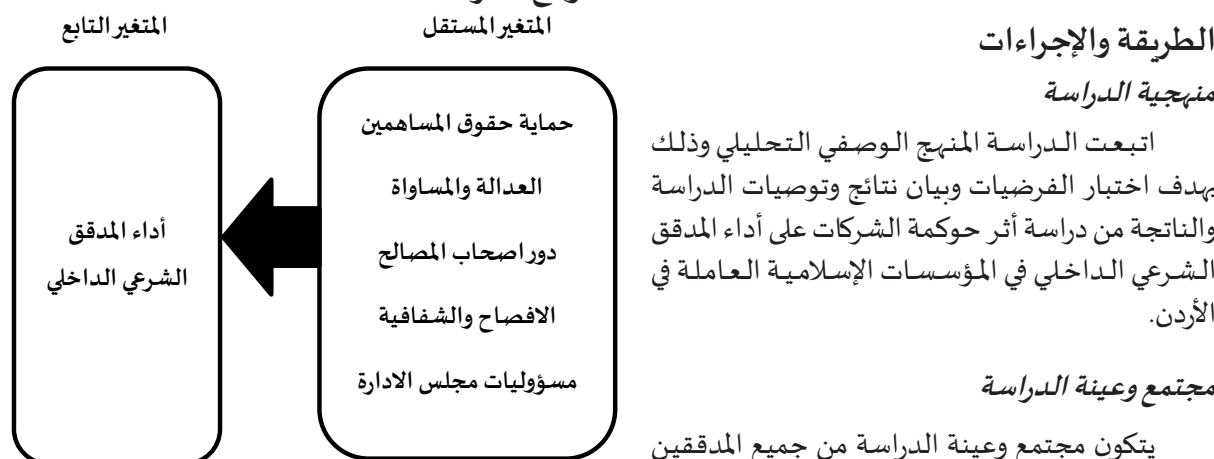 الطريقة والإجراءات
منهجية الدراسة
اتبعت الدراسة المنهج الوصفي التحليلي وذلك
بهدف اختبار الفرضيات وبيان نتائج وتوصيات الدراسة
والناتجة من دراسة أثر حوكمة الشركات على أداء المدقق
الشرعي الداخلي في المؤسسات الإسلامية العاملة في
الأردن.
مجتمع وعينة الدراسة
يتكون مجتمع وعينة الدراسة من جميع المدققين
المتغير المستقل
حماية حقوق المساهمين
العدالة والمساواة
دور اصحاب المصالح
الافصاح والشفافية
مسؤوليات مجلس الادارة
المتغير التابع
أداء المدقق
الشرعي الداخلي